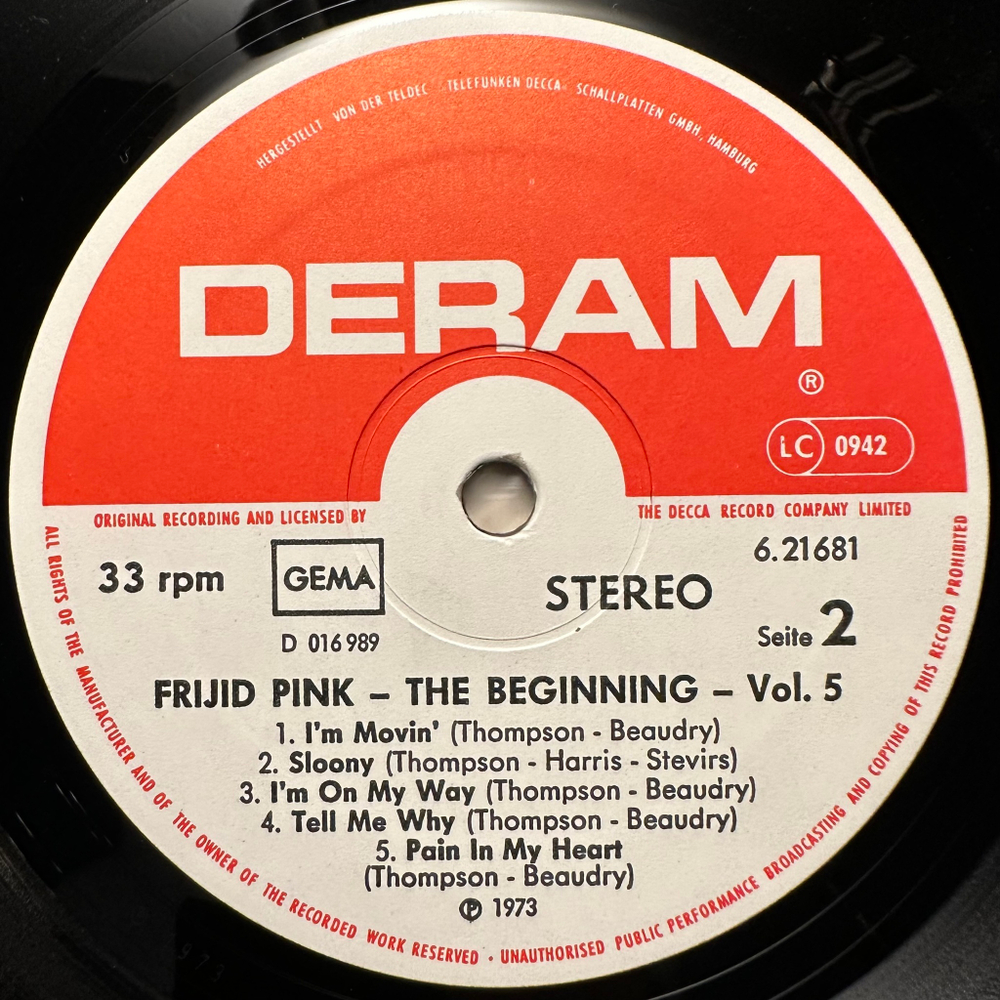 HERGESTELLT VON DER TELDEC »TELEFUNKEN DECCA« SCHALLPLATTEN GMBH., HAMBURG
DERAM
®
LC 0942
ORIGINAL RECORDING AND LICENSED BY THE DECCA RECORD COMPANY LIMITED
33 rpm
GEMA
D 016 989
STEREO
6.21681
Seite 2
FRIJID PINK – THE BEGINNING – Vol. 5
1. I'm Movin' (Thompson - Beaudry)
2. Sloony (Thompson - Harris - Stevirs)
3. I'm On My Way (Thompson - Beaudry)
4. Tell Me Why (Thompson - Beaudry)
5. Pain In My Heart
(Thompson - Beaudry)
℗ 1973
ALL RIGHTS OF THE MANUFACTURER AND OF THE OWNER OF THE RECORDED WORK RESERVED · UNAUTHORISED PUBLIC PERFORMANCE BROADCASTING AND COPYING OF THIS RECORD PROHIBITED